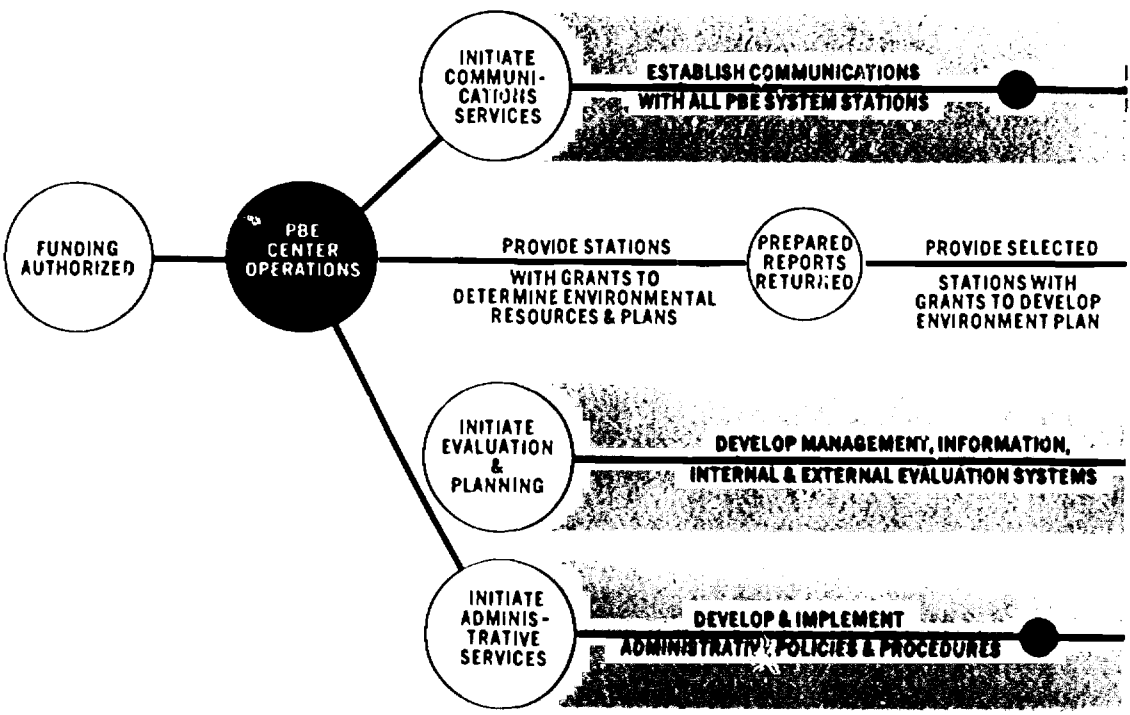 INITIATE
COMMUNI-
CATIONS
SERVICES
ESTABLISH COMMUNICATIONS
WITH ALL PBE SYSTEM STATIONS
FUNDING
AUTHORIZED
PBE
CENTER
OPERATIONS
PROVIDE STATIONS
WITH GRANTS TO
DETERMINE ENVIRONMENTAL
RESOURCES & PLANS
PREPARED
REPORTS
RETURNED
PROVIDE SELECTED
STATIONS WITH
GRANTS TO DEVELOP
ENVIRONMENT PLAN
INITIATE
EVALUATION
&
PLANNING
DEVELOP MANAGEMENT, INFORMATION,
INTERNAL & EXTERNAL EVALUATION SYSTEMS
INITIATE
ADMINIS-
TRATIVE
SERVICES
DEVELOP & IMPLEMENT
ADMINISTRATIVE POLICIES & PROCEDURES